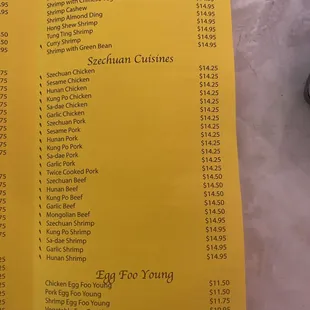 Shrimp Cashew $14.95
Shrimp Almond Ding $14.95
Hong Shew Shrimp $14.95
Tung Ting Shrimp $14.95
Curry Shrimp $14.95
Shrimp with Green Bean $14.95
Szechuan Cuisines
Szechuan Chicken $14.25
Sesame Chicken $14.25
Hunan Chicken $14.25
Kung Po Chicken $14.25
Sa-dae Chicken $14.25
Garlic Chicken $14.25
Szechuan Pork $14.25
Sesame Pork $14.25
Hunan Pork $14.25
Kung Po Pork $14.25
Sa-dae Pork $14.25
Garlic Pork $14.25
Twice Cooked Pork $14.25
Szechuan Beef $14.50
Hunan Beef $14.50
Kung Po Beef $14.50
Garlic Beef $14.50
Mongolian Beef $14.50
Szechuan Shrimp $14.95
Kung Po Shrimp $14.95
Sa-dae Shrimp $14.95
Garlic Shrimp $14.95
Hunan Shrimp $14.95
Egg Foo Young
Chicken Egg Foo Young $11.50
Pork Egg Foo Young $11.50
Shrimp Egg Foo Young $11.75